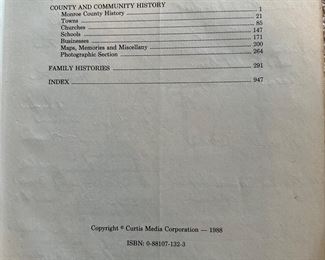 COUNTY AND COMMUNITY HISTORY
Monroe County History 1
Towns 21
Churches 85
Schools 147
Businesses 171
Maps, Memories and Miscellany 200
Photographic Section 264
FAMILY HISTORIES 291
INDEX 947
Copyright © Curtis Media Corporation — 1988
ISBN: 0-88107-132-3